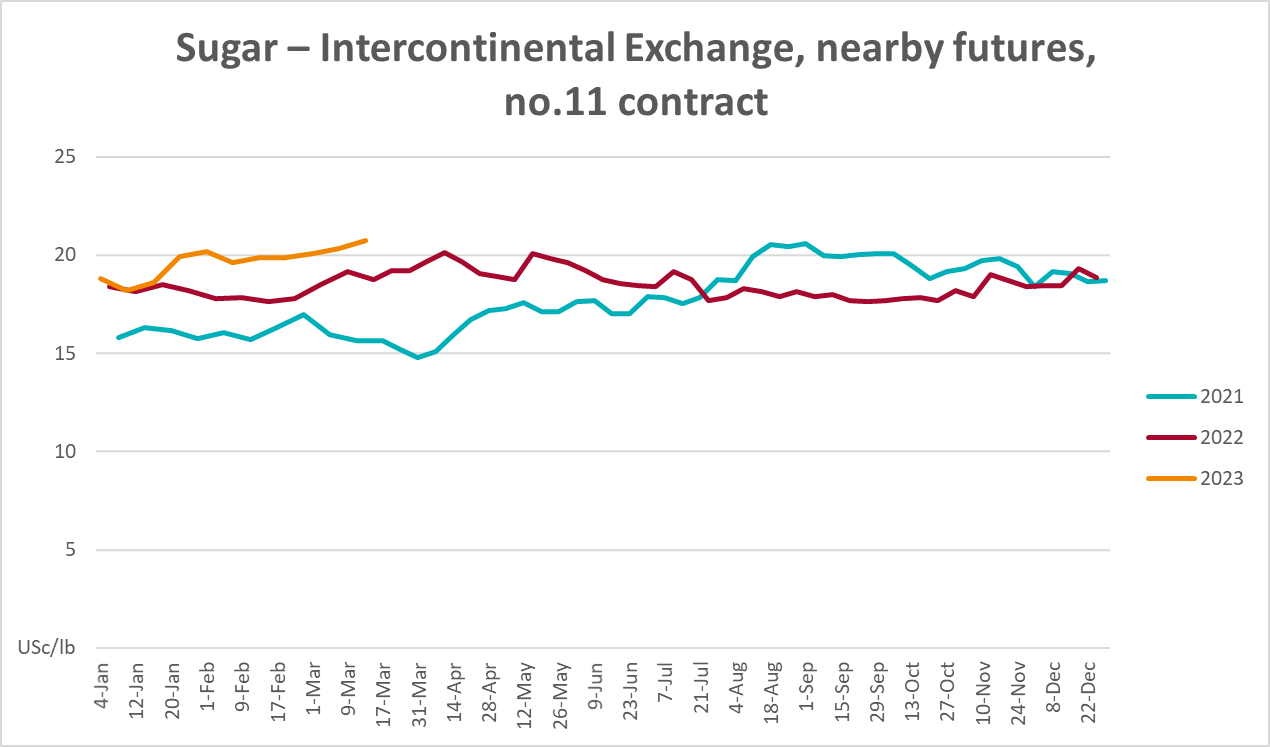 Sugar – Intercontinental Exchange, nearby futures,
no.11 contract
25
20
15
10
5
USc/lb
4-Jan
12-Jan
20-Jan
1-Feb
9-Feb
17-Feb
1-Mar
9-Mar
17-Mar
31-Mar
14-Apr
28-Apr
12-May
26-May
9-Jun
23-Jun
7-Jul
21-Jul
4-Aug
18-Aug
1-Sep
15-Sep
29-Sep
13-Oct
27-Oct
10-Nov
24-Nov
8-Dec
22-Dec
2021
2022
2023